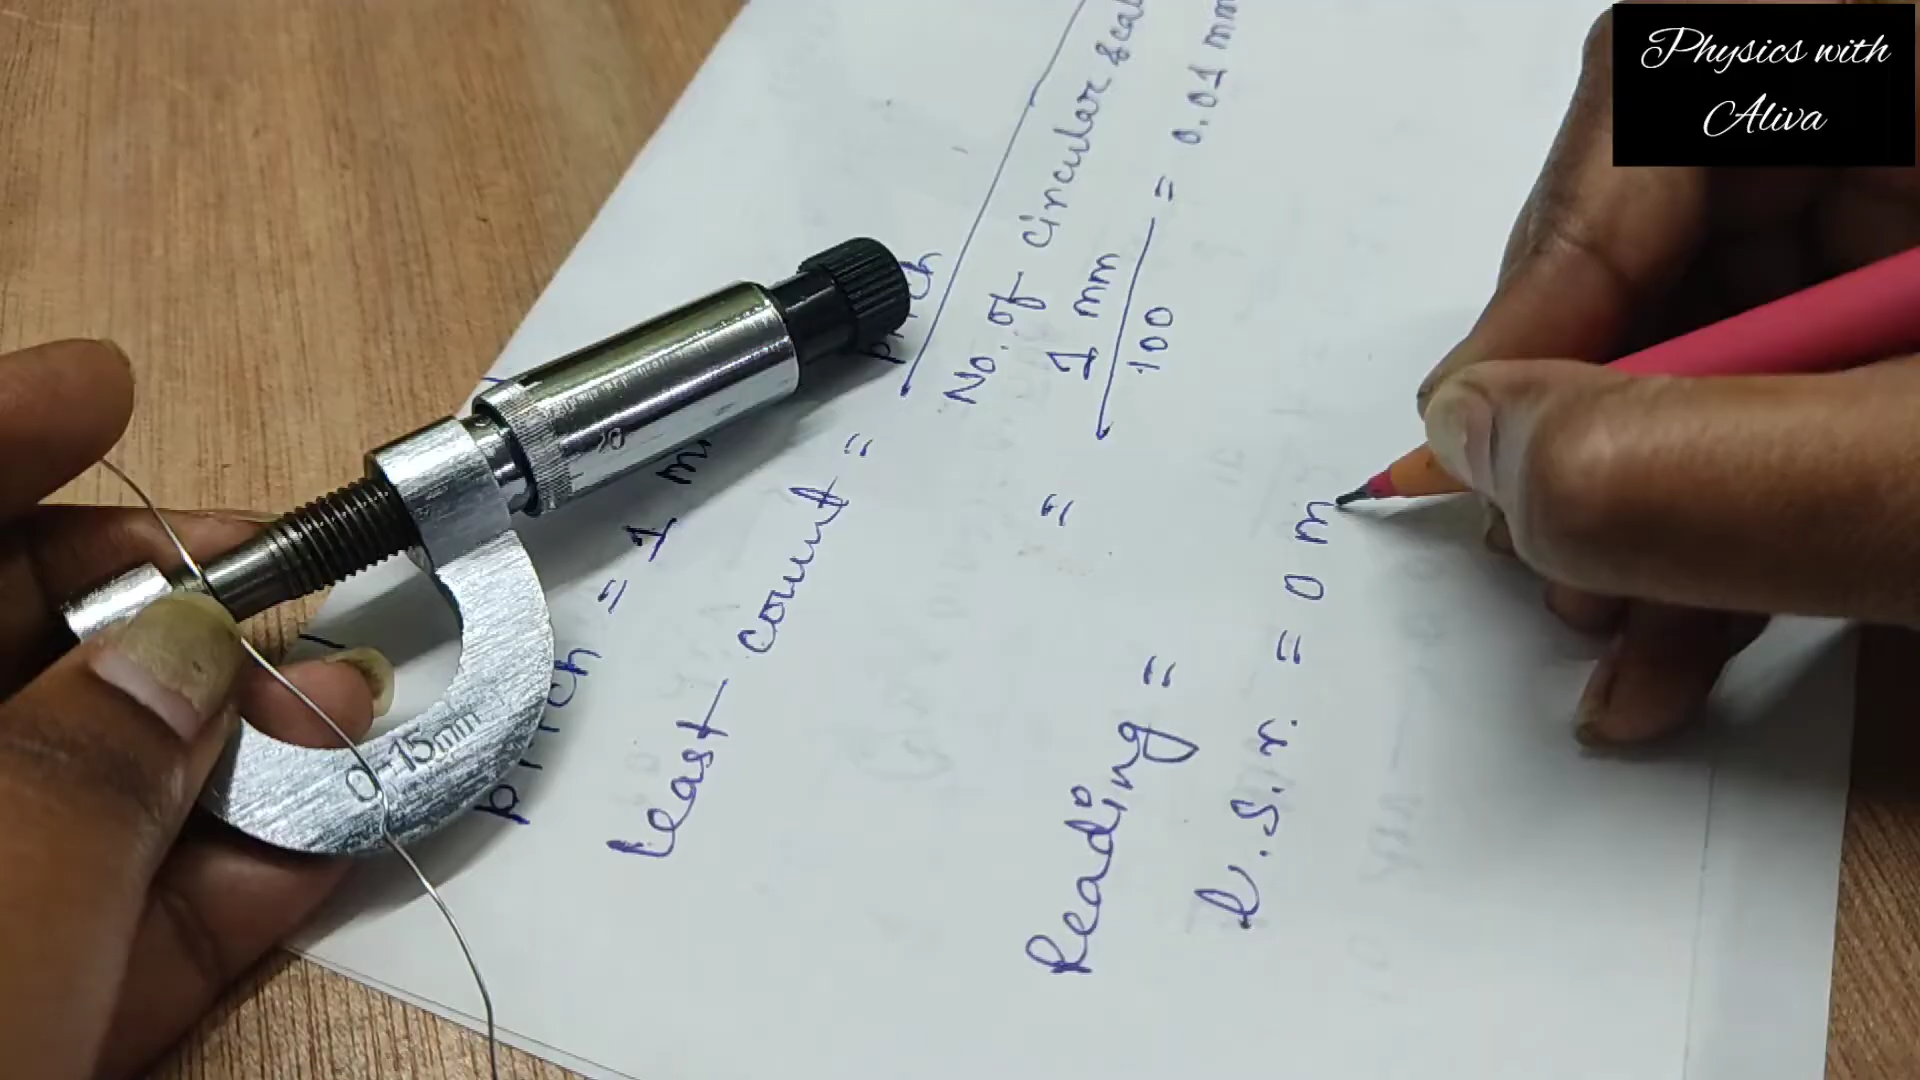 Physics with
Aliva
pitch = 1 m
Least count = pitch
No. of circular scal
= 1 mm
100
= 0.01 mm
Reading =
l.s.r. = 0 m
0-15mm